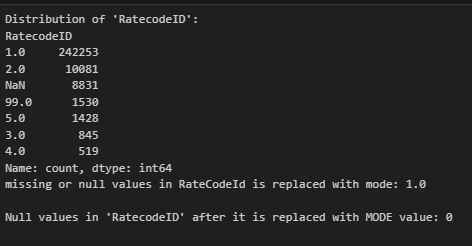 Distribution of 'RatecodeID':
RatecodeID
1.0     242253
2.0      10081
NaN       8831
99.0      1530
5.0       1428
3.0        845
4.0        519
Name: count, dtype: int64
missing or null values in RateCodeId is replaced with mode: 1.0
Null values in 'RatecodeID' after it is replaced with MODE value: 0